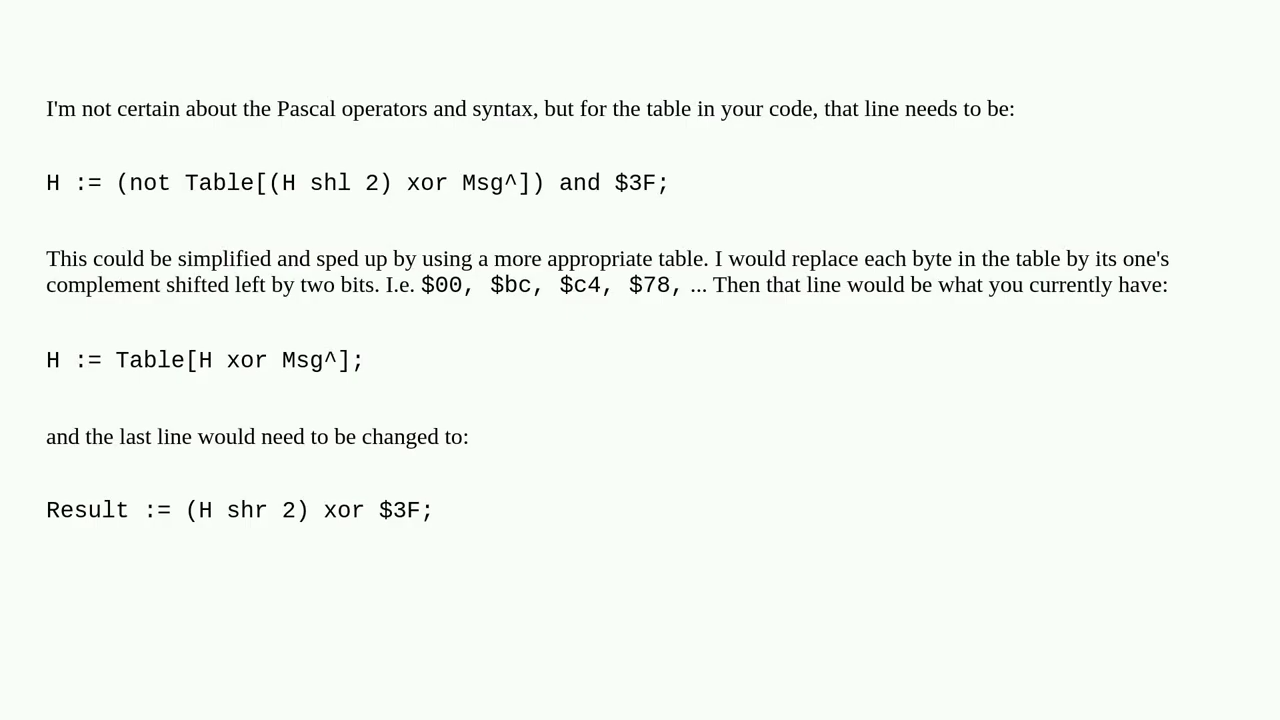 I'm not certain about the Pascal operators and syntax, but for the table in your code, that line needs to be:
H := (not Table[(H shl 2) xor Msg^]) and $3F;
This could be simplified and sped up by using a more appropriate table. I would replace each byte in the table by its one's
complement shifted left by two bits. I.e. $00, $bc, $c4, $78, ... Then that line would be what you currently have:
H := Table[H xor Msg^];
and the last line would need to be changed to:
Result := (H shr 2) xor $3F;